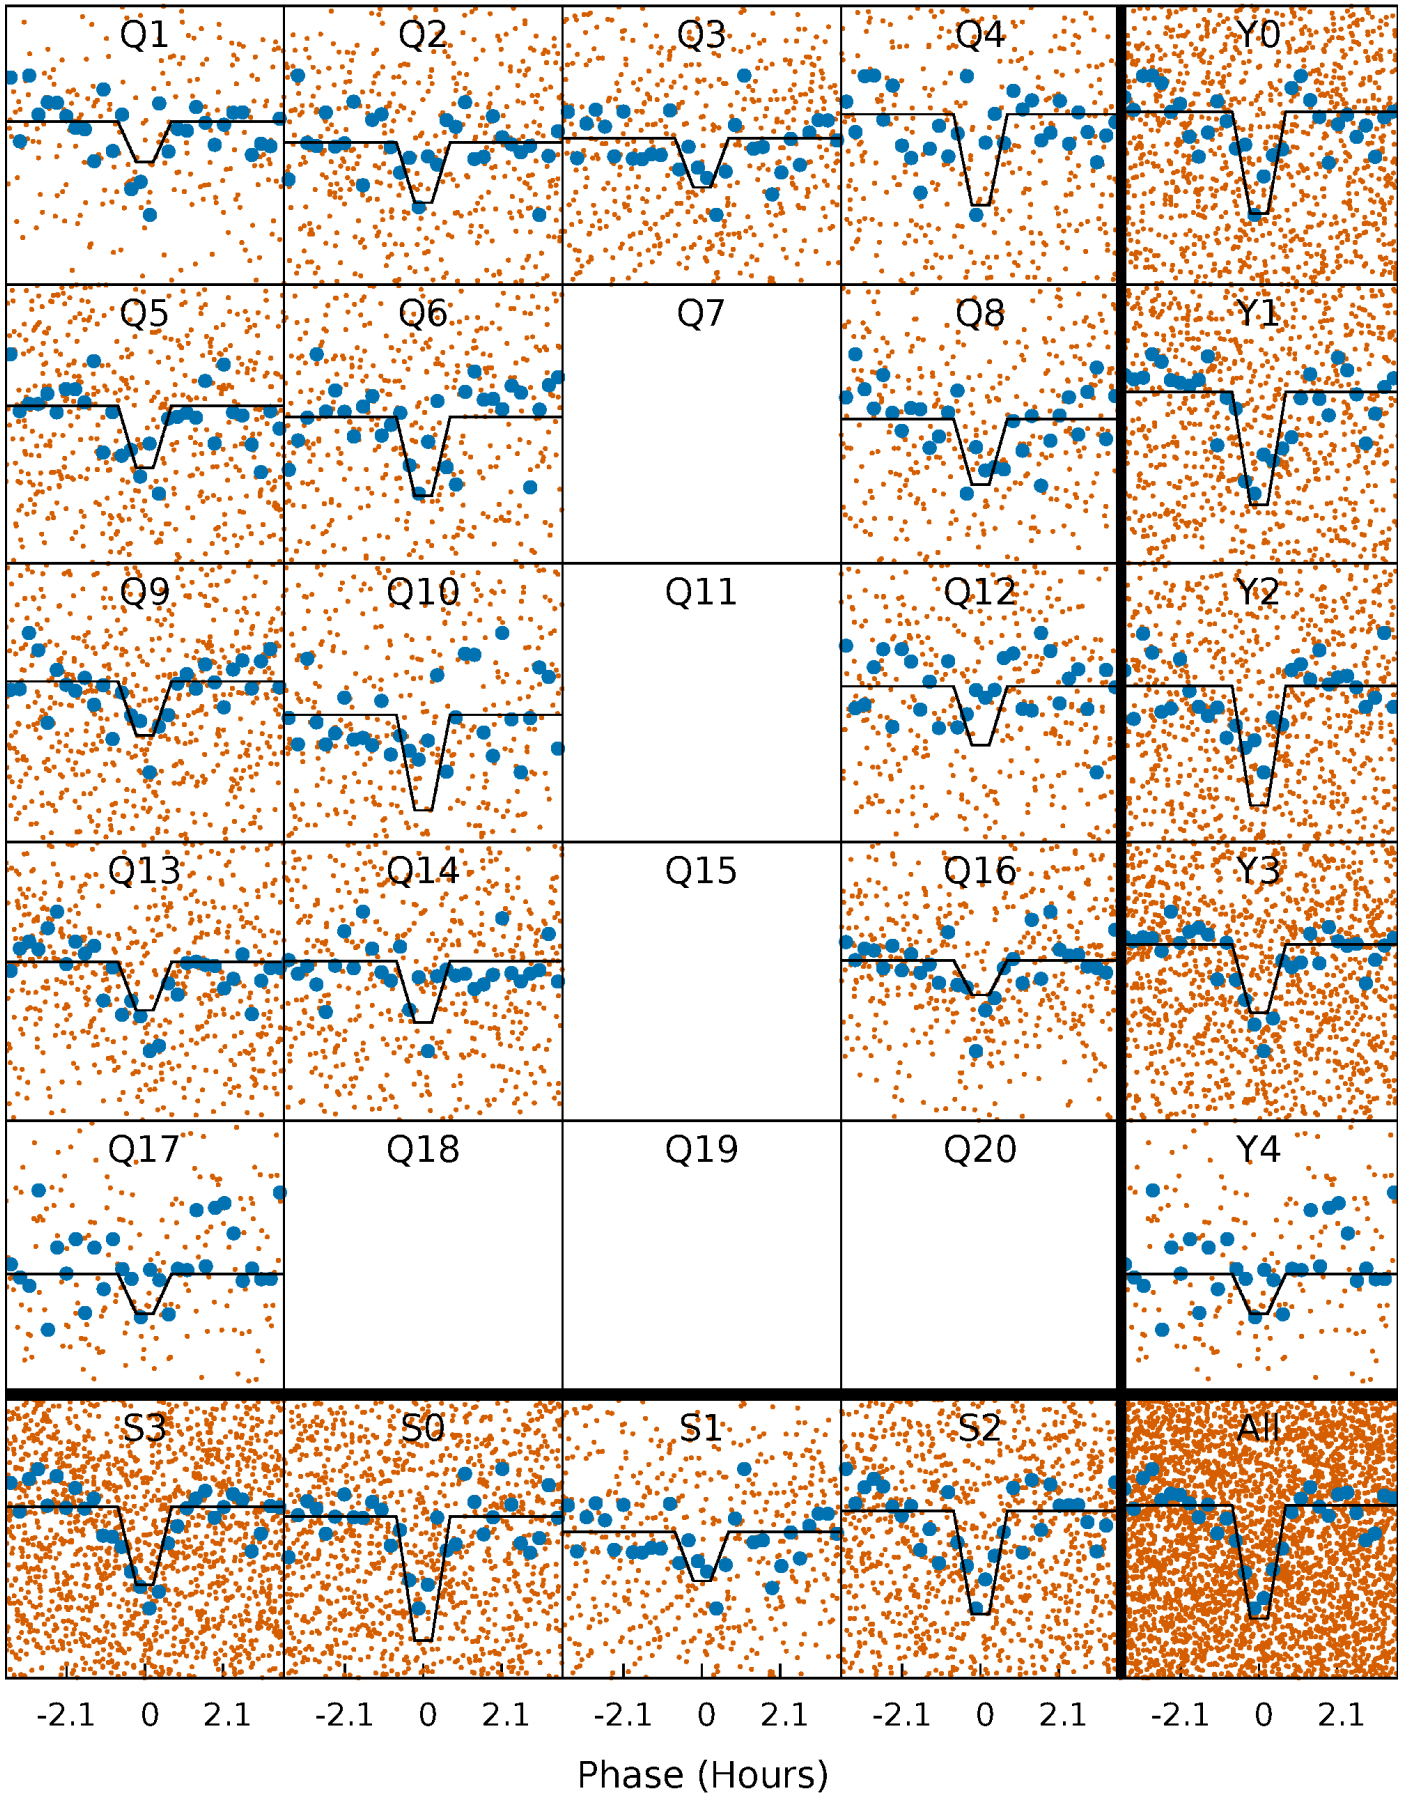 Q1 Q2 Q3 Q4 Y0
Q5 Q6 Q7 Q8 Y1
Q9 Q10 Q11 Q12 Y2
Q13 Q14 Q15 Q16 Y3
Q17 Q18 Q19 Q20 Y4
S3 S0 S1 S2 All
-2.1 0 2.1 -2.1 0 2.1 -2.1 0 2.1 -2.1 0 2.1 -2.1 0 2.1
Phase (Hours)